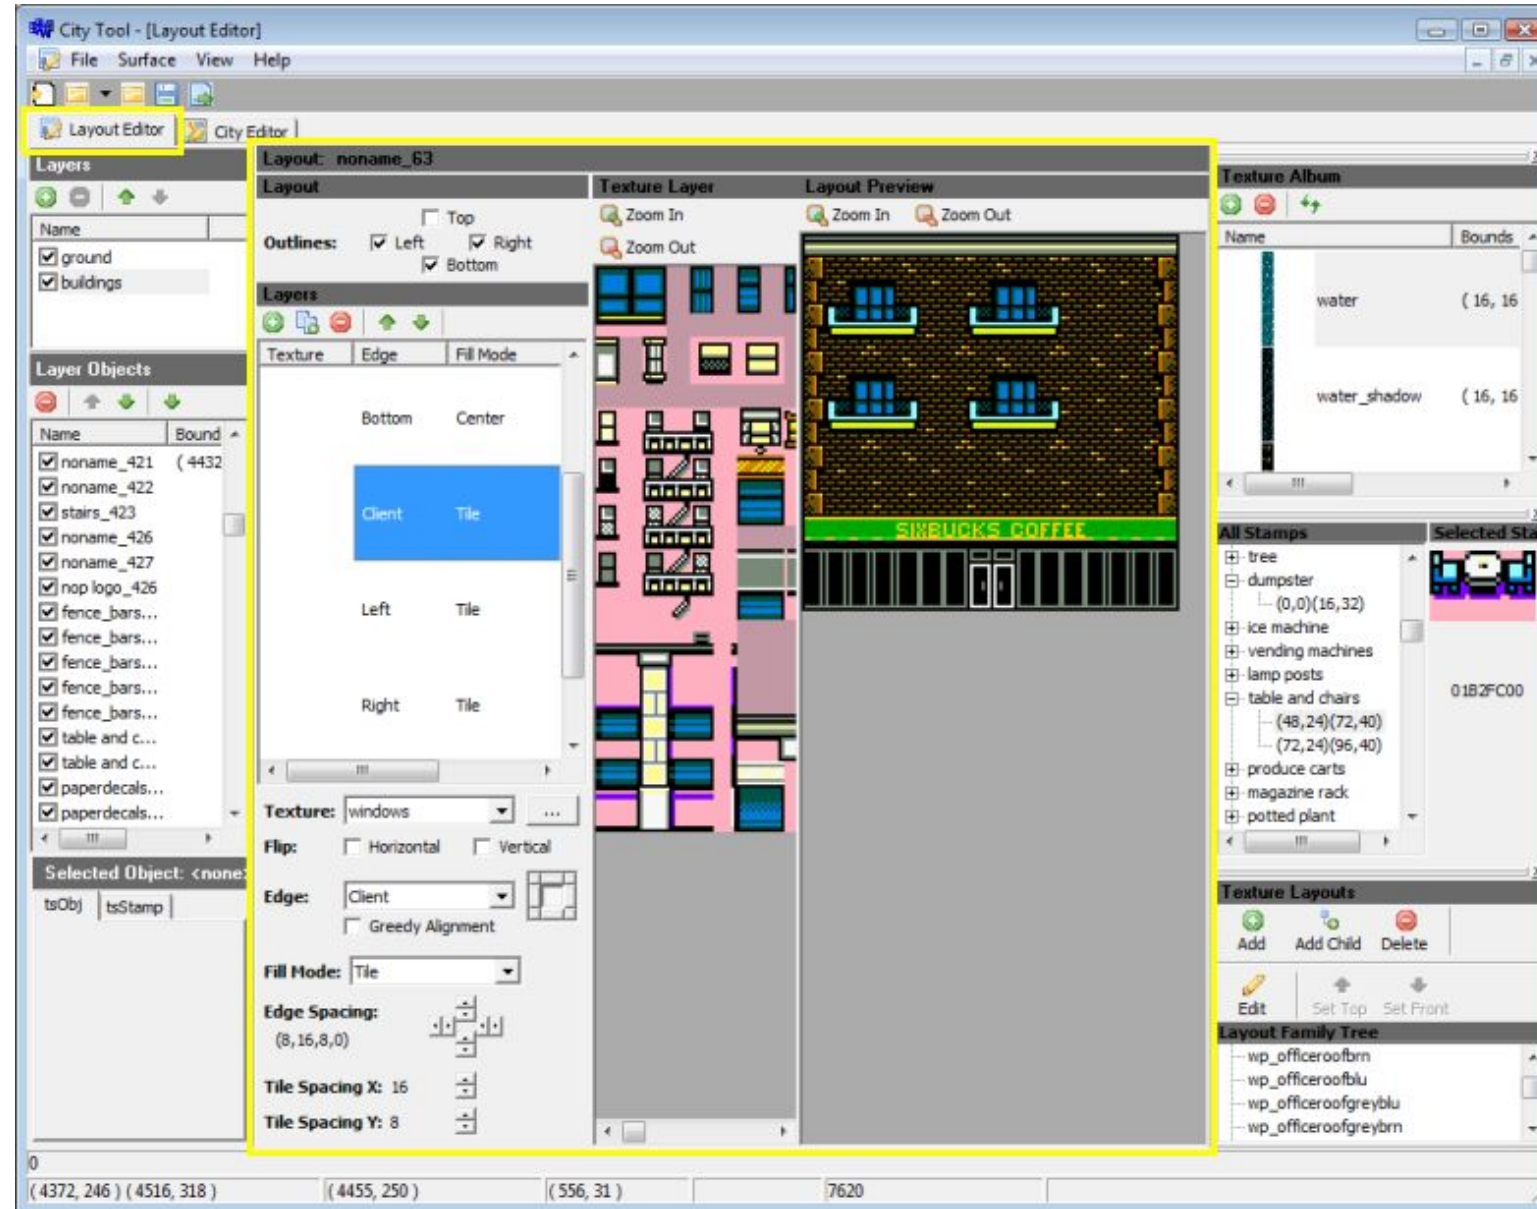 City Tool - [Layout Editor]
File Surface View Help
Layout Editor City Editor
Layers
Name
ground
buildings
Layer Objects
Name Bound
noname_421 ( 4432
noname_422
stairs_423
noname_426
noname_427
nop logo_426
fence_bars...
fence_bars...
fence_bars...
fence_bars...
fence_bars...
table and c...
table and c...
paperdecals...
paperdecals...
Selected Object: <none>
tsObj tsStamp
Layout: noname_63
Layout
Top
Outlines: Left Right
Bottom
Layers
Texture Edge Fill Mode
Bottom Center
Client Tile
Left Tile
Right Tile
Texture: windows ...
Flip: Horizontal Vertical
Edge: Client
Greedy Alignment
Fill Mode: Tile
Edge Spacing:
(8,16,8,0)
Tile Spacing X: 16
Tile Spacing Y: 8
Texture Layer
Zoom In
Zoom Out
Layout Preview
Zoom In Zoom Out
SIXBUCKS COFFEE
Texture Album
Name Bounds
water ( 16, 16
water_shadow ( 16, 16
All Stamps
tree
dumpster
(0,0)(16,32)
ice machine
vending machines
lamp posts
table and chairs
(48,24)(72,40)
(72,24)(96,40)
produce carts
magazine rack
potted plant
Selected Sta
01B2FC00
Texture Layouts
Add Add Child Delete
Edit Set Top Set Front
Layout Family Tree
wp_officeroofbrn
wp_officeroofblu
wp_officeroofgreyblu
wp_officeroofgreybrn
0
( 4372, 246 ) ( 4516, 318 ) ( 4455, 250 ) ( 556, 31 ) 7620